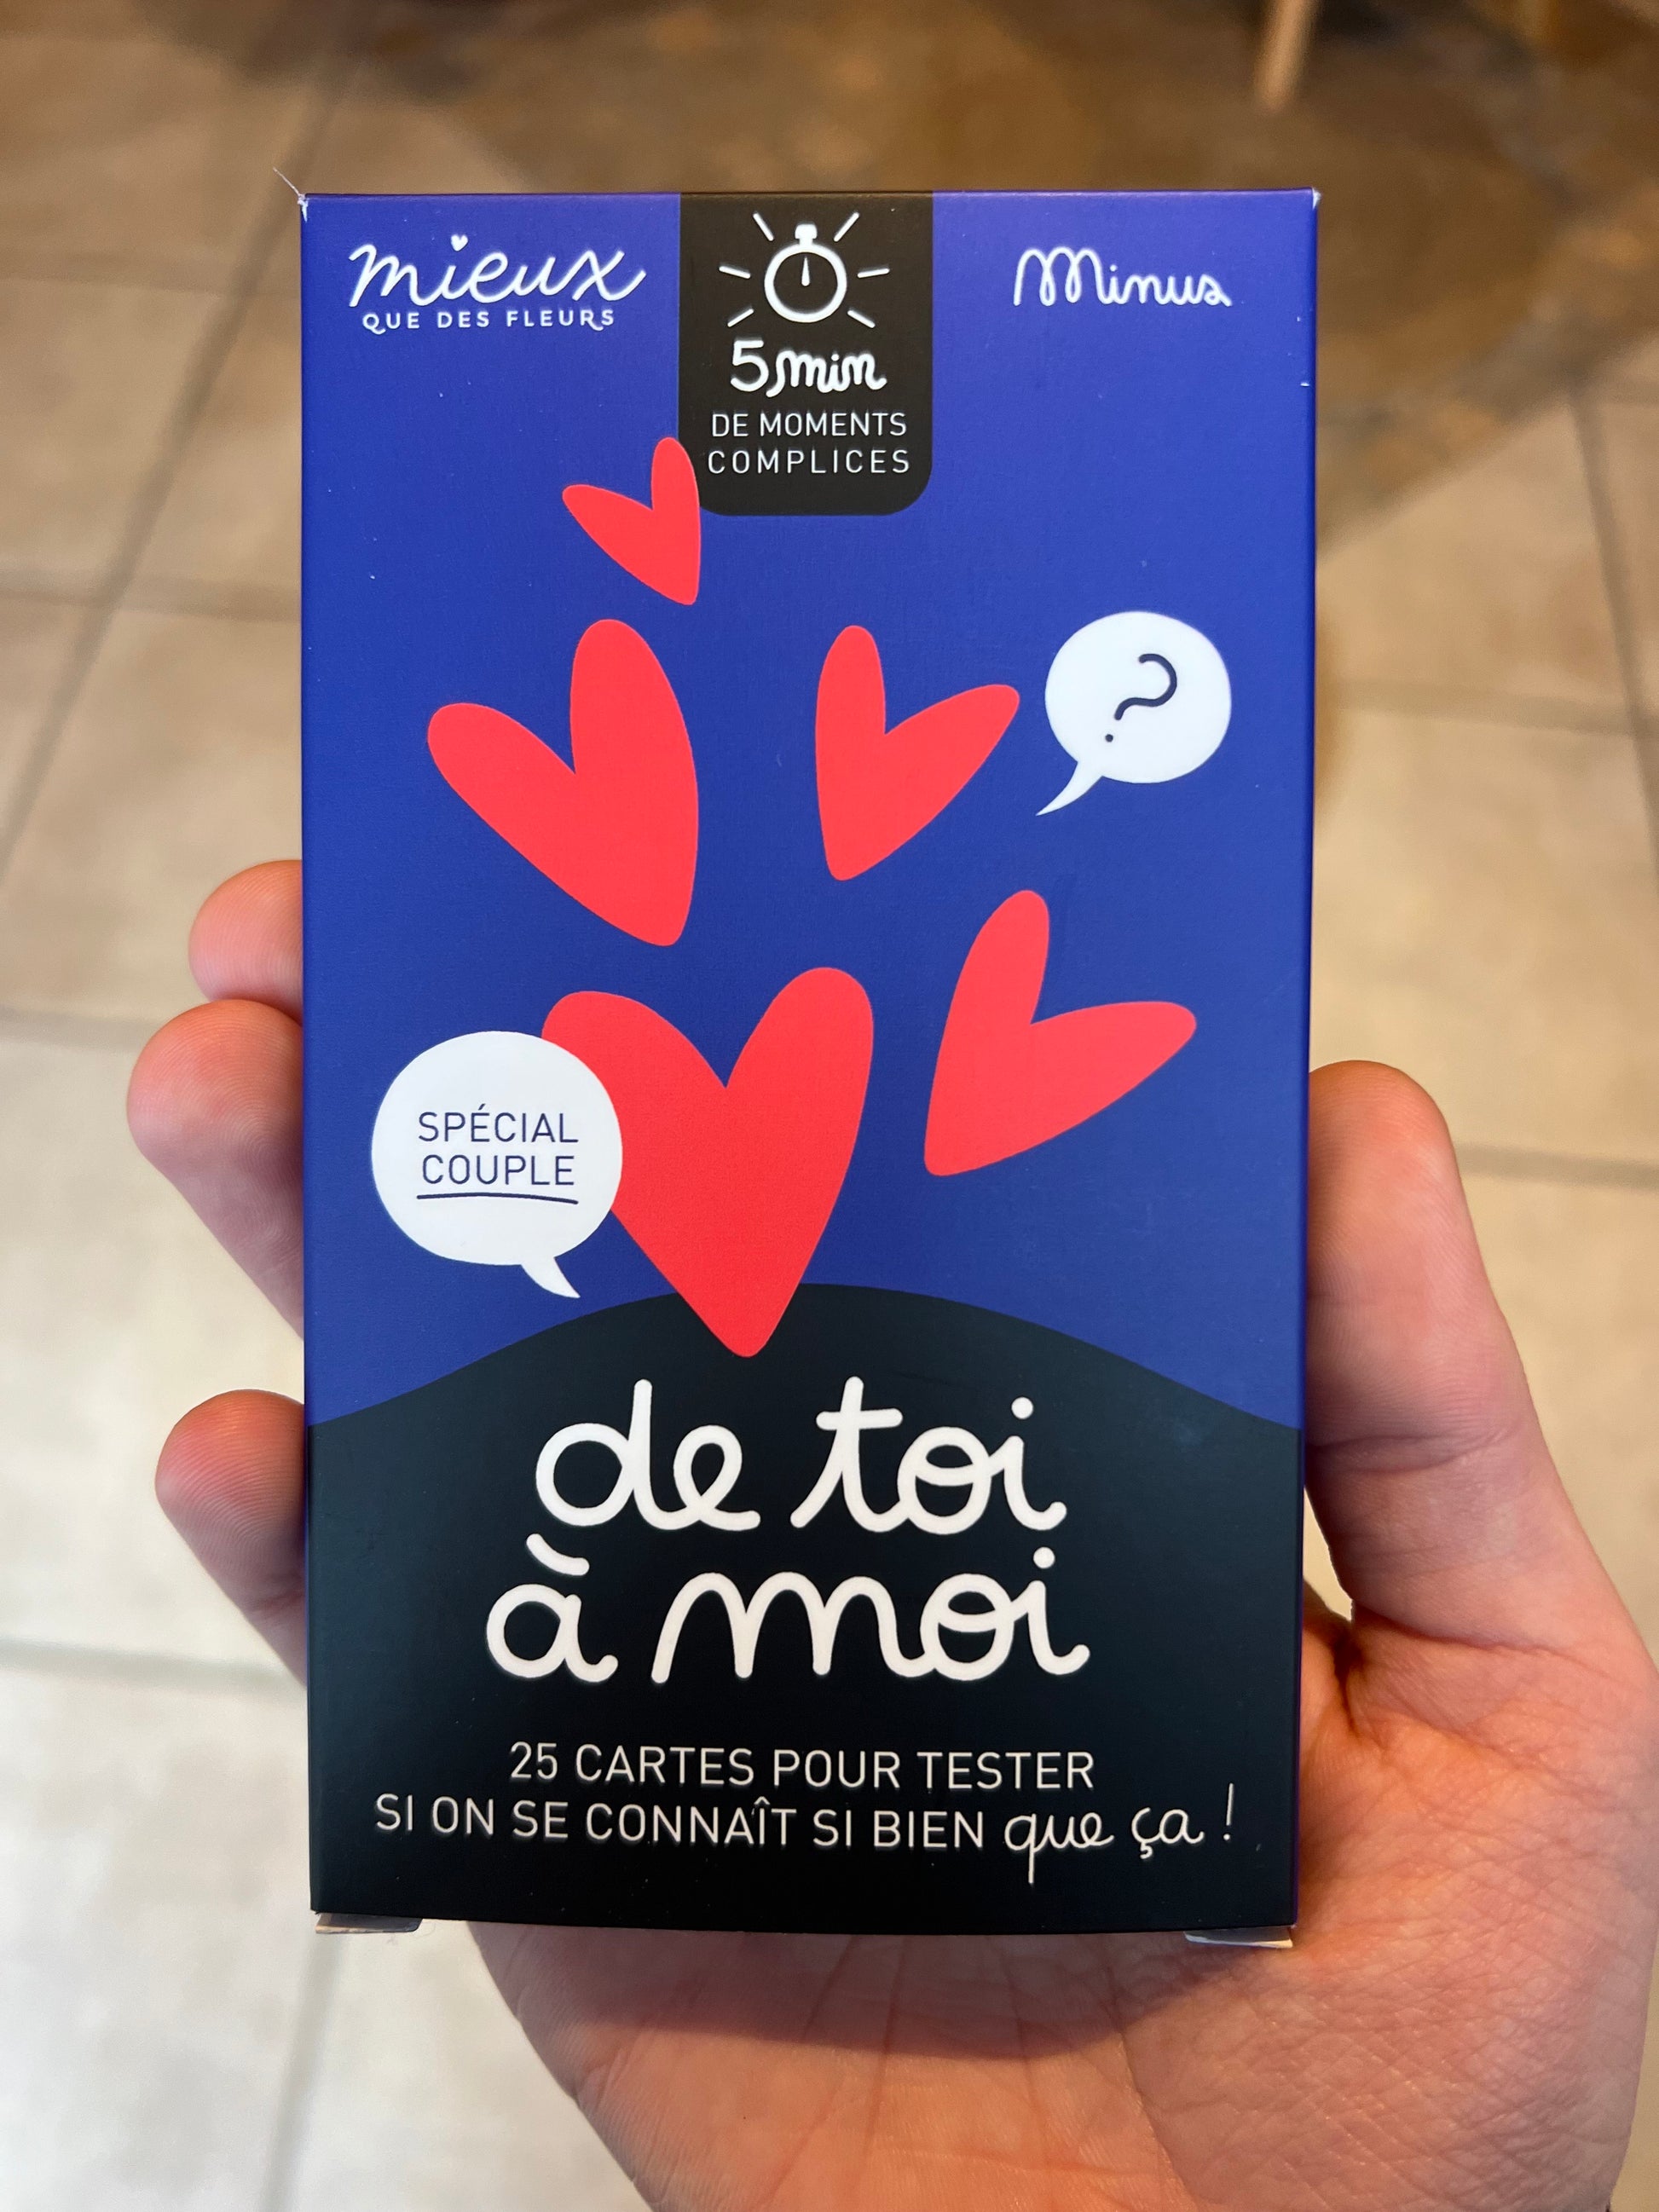 mieux
QUE DES FLEURS
5 min
DE MOMENTS
COMPLICES
Minus
?
SPÉCIAL
COUPLE
de toi
à moi
25 CARTES POUR TESTER
SI ON SE CONNAÎT SI BIEN que ça !